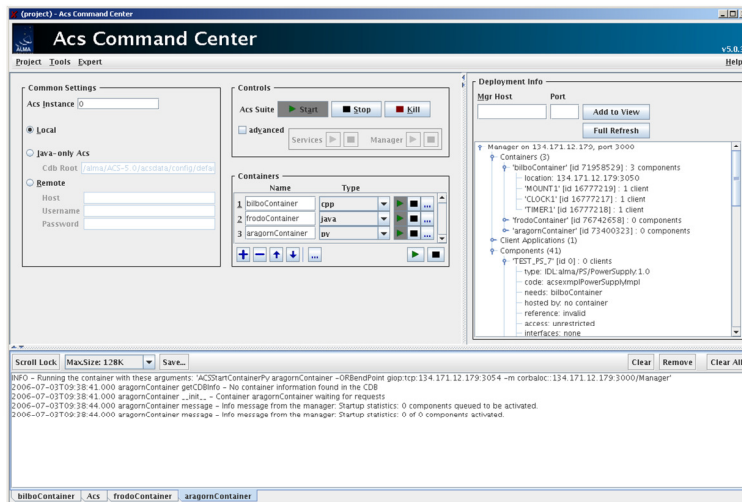 (project) - Acs Command Center
ALMA
Acs Command Center
v5.0.
Project Tools Expert
Help
Common Settings
Acs Instance 0
Local
Java-only Acs
Cdb Root /alma/ACS-5.0/acsdata/config/defa
Remote
Host
Username
Password
Controls
Acs Suite Start Stop Kill
advanced Services Manager
Containers
Name Type
1 bilboContainer cpp ...
2 frodoContainer java ...
3 aragornContainer py ...
...
Deployment Info
Mgr Host Port
Add to View
Full Refresh
Manager on 134.171.12.179, port 3000
Containers (3)
'bilboContainer' [id 71958529] : 3 components
location: 134.171.12.179:3050
'MOUNT1' [id 16777219] : 1 client
'CLOCK1' [id 16777217] : 1 client
'TIMER1' [id 16777218] : 1 client
'frodoContainer' [id 76742658] : 0 components
'aragornContainer' [id 73400323] : 0 components
Client Applications (1)
Components (41)
'TEST_PS_7' [id 0] : 0 clients
type: IDL:alma/PS/PowerSupply:1.0
code: acsexmplPowerSupplyImpl
needs: bilboContainer
hosted by: no container
reference: invalid
access: unrestricted
interfaces: none
Scroll Lock Max.Size: 128K Save... Clear Remove Clear All
INFO - Running the container with these arguments: 'ACSStartContainerPy aragornContainer -ORBendPoint giop:tcp:134.171.12.179:3054 -m corbaloc::134.171.12.179:3000/Manager'
2006-07-03T09:38:41.000 aragornContainer getCDBInfo - No container information found in the CDB
2006-07-03T09:38:41.000 aragornContainer __init__ - Container aragornContainer waiting for requests
2006-07-03T09:38:44.000 aragornContainer message - Info message from the manager: Startup statistics: 0 components queued to be activated.
2006-07-03T09:38:44.000 aragornContainer message - Info message from the manager: Startup statistics: 0 of 0 components activated.
bilboContainer Acs frodoContainer aragornContainer